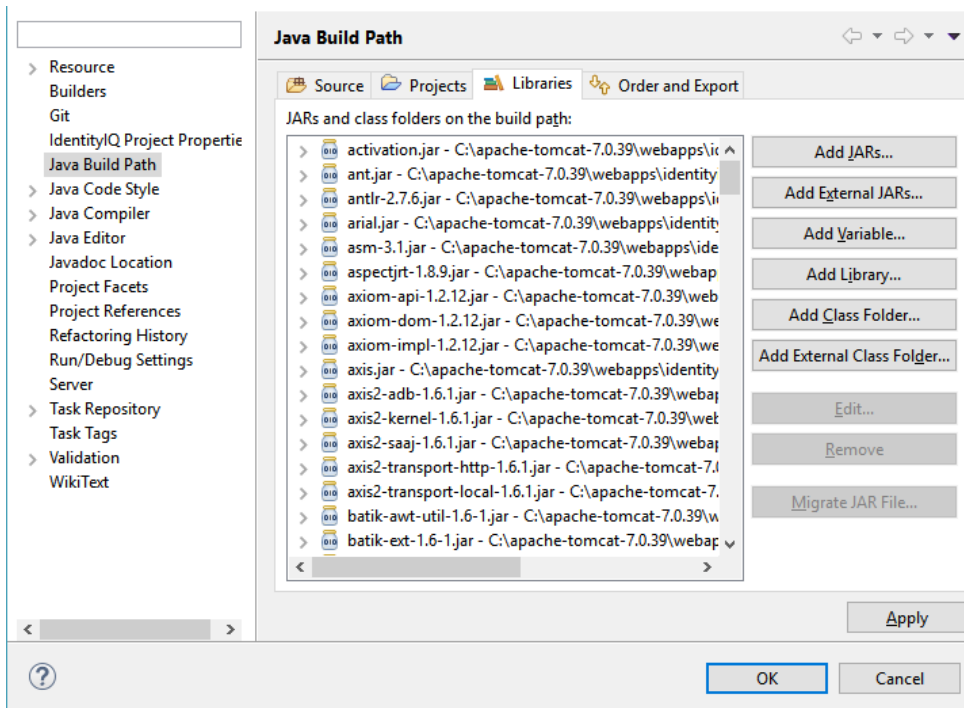 Java Build Path
Resource
Builders
Git
IdentityIQ Project Propertie
Java Build Path
Java Code Style
Java Compiler
Java Editor
Javadoc Location
Project Facets
Project References
Refactoring History
Run/Debug Settings
Server
Task Repository
Task Tags
Validation
WikiText
Source
Projects
Libraries
Order and Export
JARs and class folders on the build path:
activation.jar - C:\apache-tomcat-7.0.39\webapps\ic
ant.jar - C:\apache-tomcat-7.0.39\webapps\identity
antlr-2.7.6.jar - C:\apache-tomcat-7.0.39\webapps\i
arial.jar - C:\apache-tomcat-7.0.39\webapps\identit
asm-3.1.jar - C:\apache-tomcat-7.0.39\webapps\ide
aspectjrt-1.8.9.jar - C:\apache-tomcat-7.0.39\webap
axiom-api-1.2.12.jar - C:\apache-tomcat-7.0.39\web
axiom-dom-1.2.12.jar - C:\apache-tomcat-7.0.39\we
axiom-impl-1.2.12.jar - C:\apache-tomcat-7.0.39\we
axis.jar - C:\apache-tomcat-7.0.39\webapps\identity
axis2-adb-1.6.1.jar - C:\apache-tomcat-7.0.39\webap
axis2-kernel-1.6.1.jar - C:\apache-tomcat-7.0.39\wel
axis2-saaj-1.6.1.jar - C:\apache-tomcat-7.0.39\webap
axis2-transport-http-1.6.1.jar - C:\apache-tomcat-7.(
axis2-transport-local-1.6.1.jar - C:\apache-tomcat-7.
batik-awt-util-1.6-1.jar - C:\apache-tomcat-7.0.39\w
batik-ext-1.6-1.jar - C:\apache-tomcat-7.0.39\webap
Add JARs...
Add External JARs...
Add Variable...
Add Library...
Add Class Folder...
Add External Class Folder...
Edit...
Remove
Migrate JAR File...
Apply
OK
Cancel